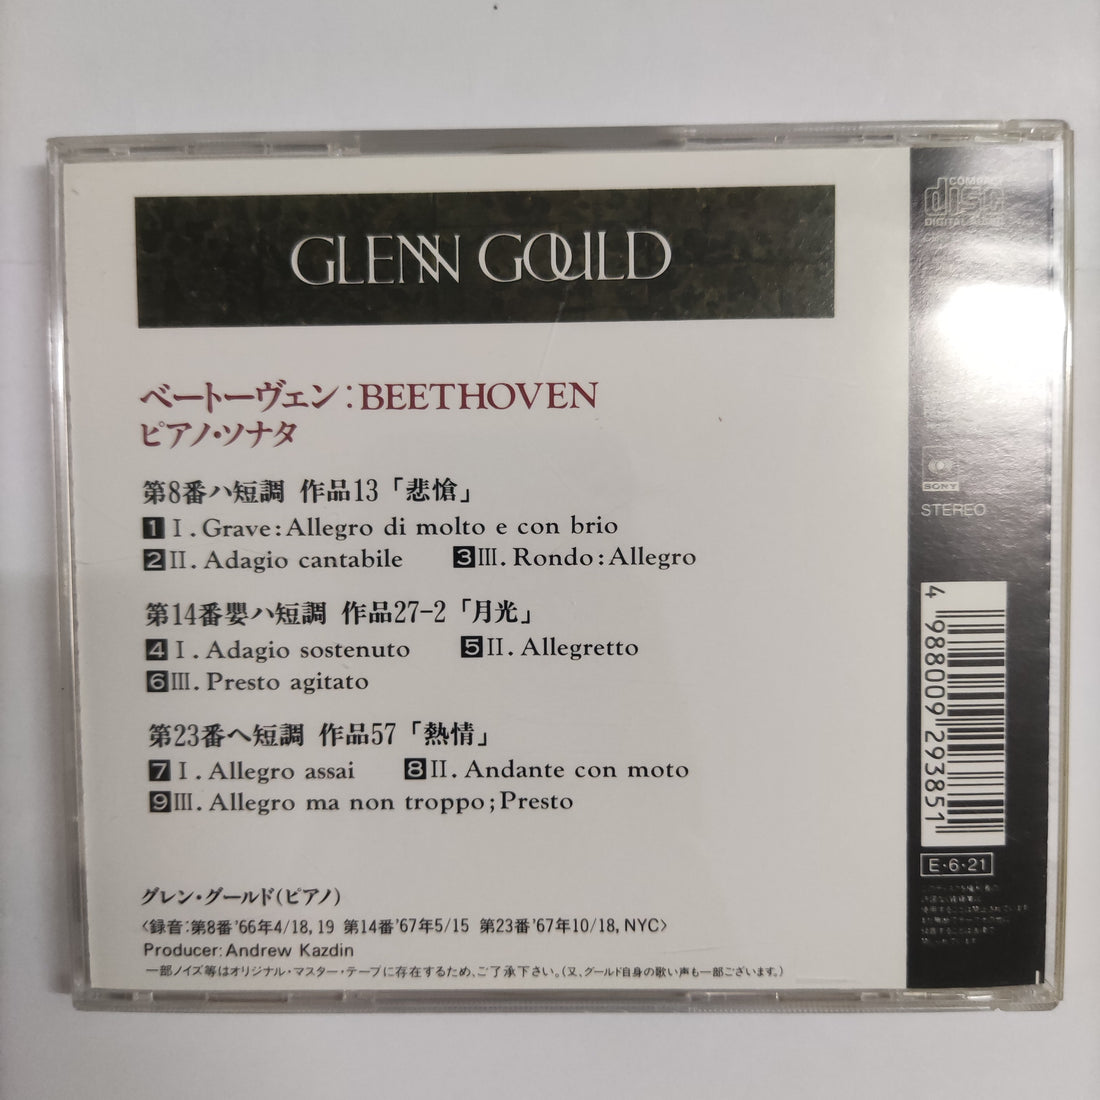 GLENN GOULD
ベートーヴェン:BEETHOVEN
ピアノ・ソナタ
第8番ハ短調 作品13「悲愴」
1 I. Grave: Allegro di molto e con brio
2 II. Adagio cantabile 3 III. Rondo: Allegro
第14番嬰ハ短調 作品27-2「月光」
4 I. Adagio sostenuto 5 II. Allegretto
6 III. Presto agitato
第23番ヘ短調 作品57「熱情」
7 I. Allegro assai 8 II. Andante con moto
9 III. Allegro ma non troppo; Presto
グレン・グールド(ピアノ)
〈録音:第8番'66年4/18, 19 第14番'67年5/15 第23番'67年10/18, NYC〉
Producer: Andrew Kazdin
一部ノイズ等はオリジナル・マスター・テープに存在するため、ご了承下さい。(又、グールド自身の歌い声も一部ございます。)
COMPACT
disc
DIGITAL AUDIO
SONY
STEREO
4 988009 293851
E・6・21